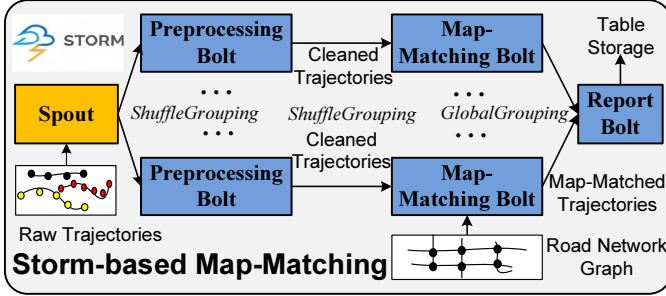 STORM
Preprocessing
Bolt
Cleaned
Trajectories
Map-
Matching Bolt
Table
Storage
Spout
• • •
ShuffleGrouping
• • •
• • •
ShuffleGrouping
• • •
• • •
GlobalGrouping
• • •
Report
Bolt
Raw Trajectories
Preprocessing
Bolt
Cleaned
Trajectories
Map-
Matching Bolt
Map-Matched
Trajectories
Road Network
Graph
Storm-based Map-Matching